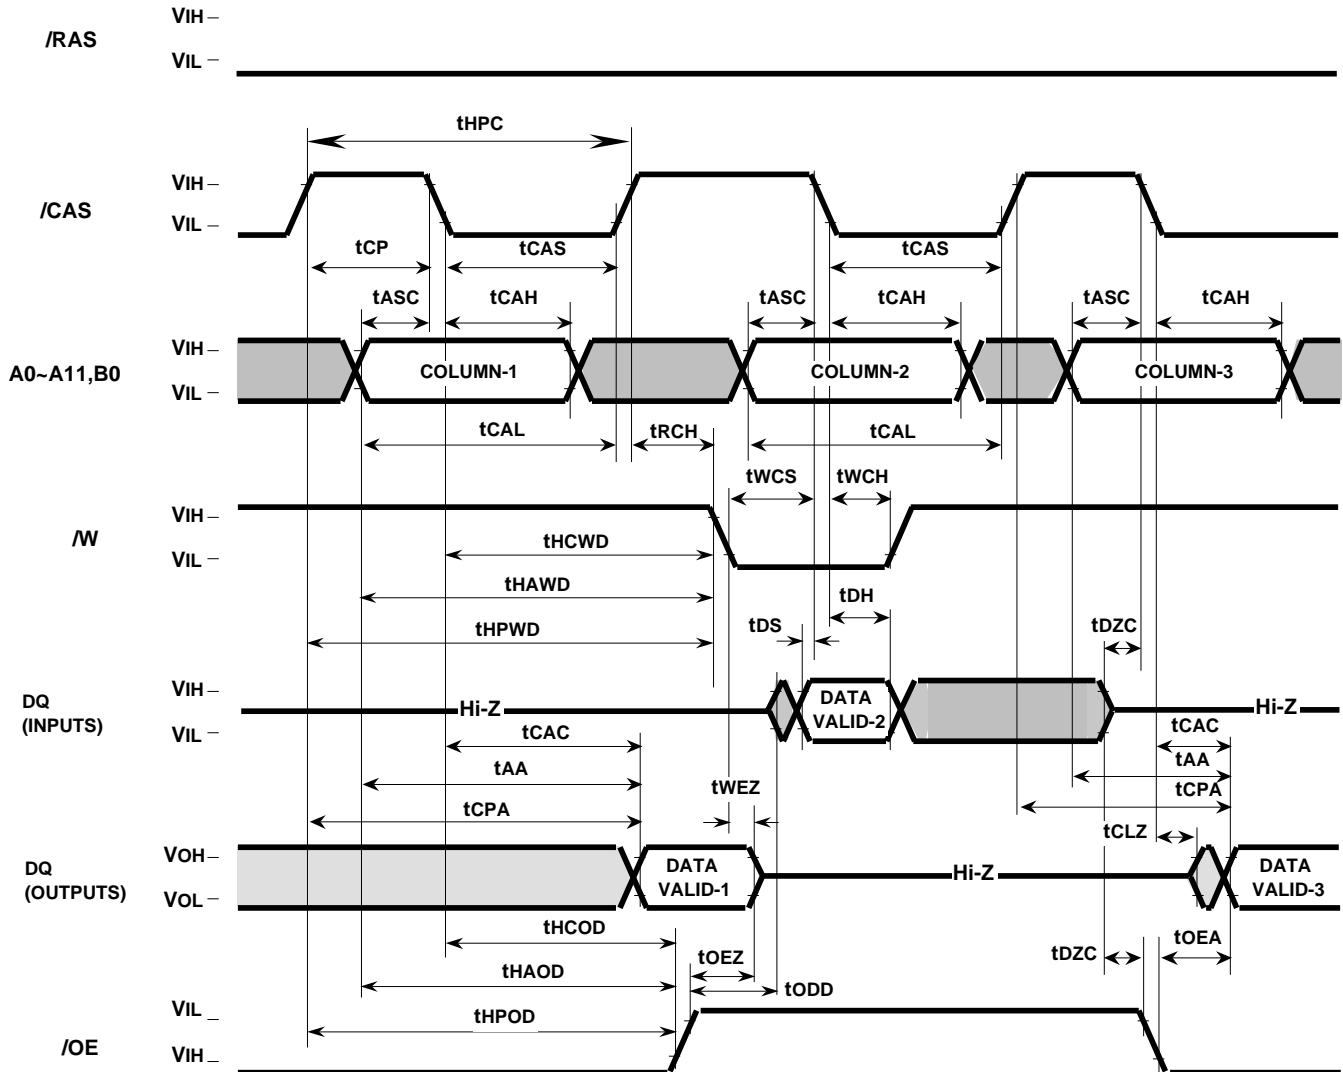 VIH
/RAS
VIL
tHPC
VIH
/CAS
VIL
tCP
tCAS
tCAS
tASC
tCAH
tASC
tCAH
tASC
tCAH
VIH
A0~A11,B0
COLUMN-1
COLUMN-2
COLUMN-3
VIL
tCAL
tRCH
tCAL
tWCS
tWCH
VIH
/W
VIL
tHCWD
tHAWD
tDH
tHPWD
tDS
tDZC
VIH
DQ
(INPUTS)
VIL
Hi-Z
DATA
VALID-2
Hi-Z
tCAC
tCAC
tAA
tAA
tWEZ
tCPA
tCPA
tCLZ
VOH
DQ
(OUTPUTS)
VOL
DATA
VALID-1
Hi-Z
DATA
VALID-3
tHCOD
tOEZ
tDZC
tOEA
tHAOD
tODD
VIL
tHPOD
/OE
VIH